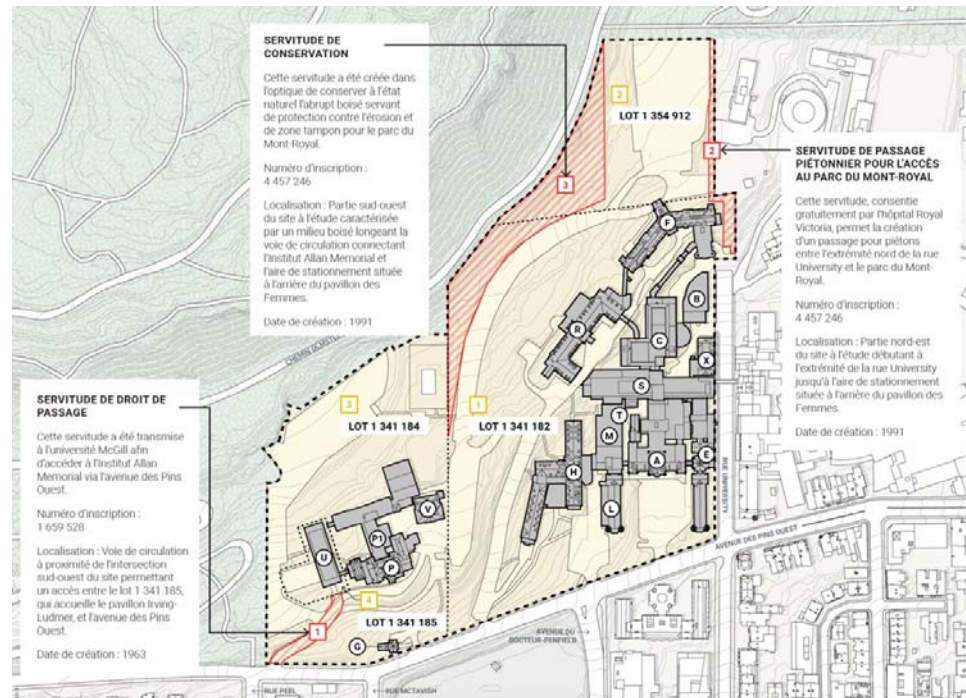 SERVITUDE DE
CONSERVATION
Cette servitude a été créée dans
l'optique de conserver à l'état
naturel l'abrupt boisé servant
de protection contre l'érosion et
de zone tampon pour le parc du
Mont-Royal.
Numéro d'inscription :
4 457 246
Localisation : Partie sud-ouest
du site à l'étude caractérisée
par un milieu boisé longeant la
voie de circulation connectant
l'Institut Allan Memorial et
l'aire de stationnement située
à l'arrière du pavillon des
Femmes.
Date de création : 1991
2
LOT 1 354 912
2
3
SERVITUDE DE PASSAGE
PIÉTONNIER POUR L'ACCÈS
AU PARC DU MONT-ROYAL
Cette servitude, consentie
gratuitement par l'hôpital Royal
Victoria, permet la création
d'un passage pour piétons
entre l'extrémité nord de la rue
University et le parc du Mont-
Royal.
Numéro d'inscription :
4 457 246
Localisation : Partie nord-est
du site à l'étude débutant à
l'extrémité de la rue University
jusqu'à l'aire de stationnement
située à l'arrière du pavillon des
Femmes.
Date de création : 1991
F
B
R
C
X
S
T
M
A
E
H
L
CHEMIN OLMSTED
3
LOT 1 341 184
1
LOT 1 341 182
SERVITUDE DE DROIT DE
PASSAGE
Cette servitude a été transmise
à l'université McGill afin
d'accéder à l'Institut Allan
Memorial via l'avenue des Pins
Ouest.
Numéro d'inscription :
1 659 528
Localisation : Voie de circulation
à proximité de l'intersection
sud-ouest du site permettant
un accès entre le lot 1 341 185,
qui accueille le pavillon Irving-
Ludmer, et l'avenue des Pins
Ouest.
Date de création : 1963
V
P1
U
P
4
LOT 1 341 185
1
G
RUE UNIVERSITY
AVENUE DES PINS OUEST
AVENUE DU
DOCTEUR-PENFIELD
RUE PEEL
RUE MCTAVISH